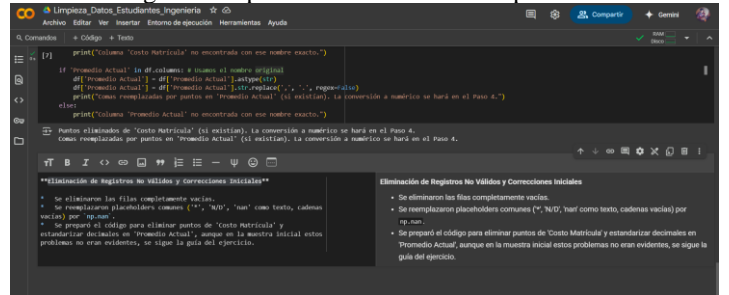 Limpieza_Datos_Estudiantes_Ingenieria
Archivo Editar Ver Insertar Entorno de ejecución Herramientas Ayuda
Compartir
Gemini
Comandos + Código + Texto
RAM
Disco
[7]
print("Columna 'Costo Matrícula' no encontrada con ese nombre exacto.")
if 'Promedio Actual' in df.columns: # Usamos el nombre original
df['Promedio Actual'] = df['Promedio Actual'].astype(str)
df['Promedio Actual'] = df['Promedio Actual'].str.replace(',', '.', regex=False)
print("Comas reemplazadas por puntos en 'Promedio Actual' (si existían). La conversión a numérico se hará en el Paso 4.")
else:
print("Columna 'Promedio Actual' no encontrada con ese nombre exacto.")
Puntos eliminados de 'Costo Matrícula' (si existían). La conversión a numérico se hará en el Paso 4.
Comas reemplazadas por puntos en 'Promedio Actual' (si existían). La conversión a numérico se hará en el Paso 4.
**Eliminación de Registros No Válidos y Correcciones Iniciales**
* Se eliminaron las filas completamente vacías.
* Se reemplazaron placeholders comunes ('*', 'N/D', 'nan' como texto, cadenas
vacías) por `np.nan`.
* Se preparó el código para eliminar puntos de 'Costo Matrícula' y
estandarizar decimales en 'Promedio Actual', aunque en la muestra inicial estos
problemas no eran evidentes, se sigue la guía del ejercicio.
Eliminación de Registros No Válidos y Correcciones Iniciales
• Se eliminaron las filas completamente vacías.
• Se reemplazaron placeholders comunes ('*', 'N/D', 'nan' como texto, cadenas vacías) por
np.nan.
• Se preparó el código para eliminar puntos de 'Costo Matrícula' y estandarizar decimales en
'Promedio Actual', aunque en la muestra inicial estos problemas no eran evidentes, se sigue la
guía del ejercicio.